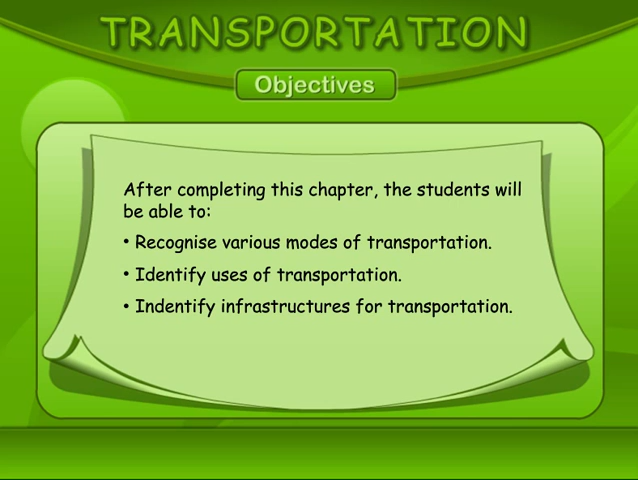 TRANSPORTATION
Objectives
After completing this chapter, the students will
be able to:
• Recognise various modes of transportation.
• Identify uses of transportation.
• Indentify infrastructures for transportation.